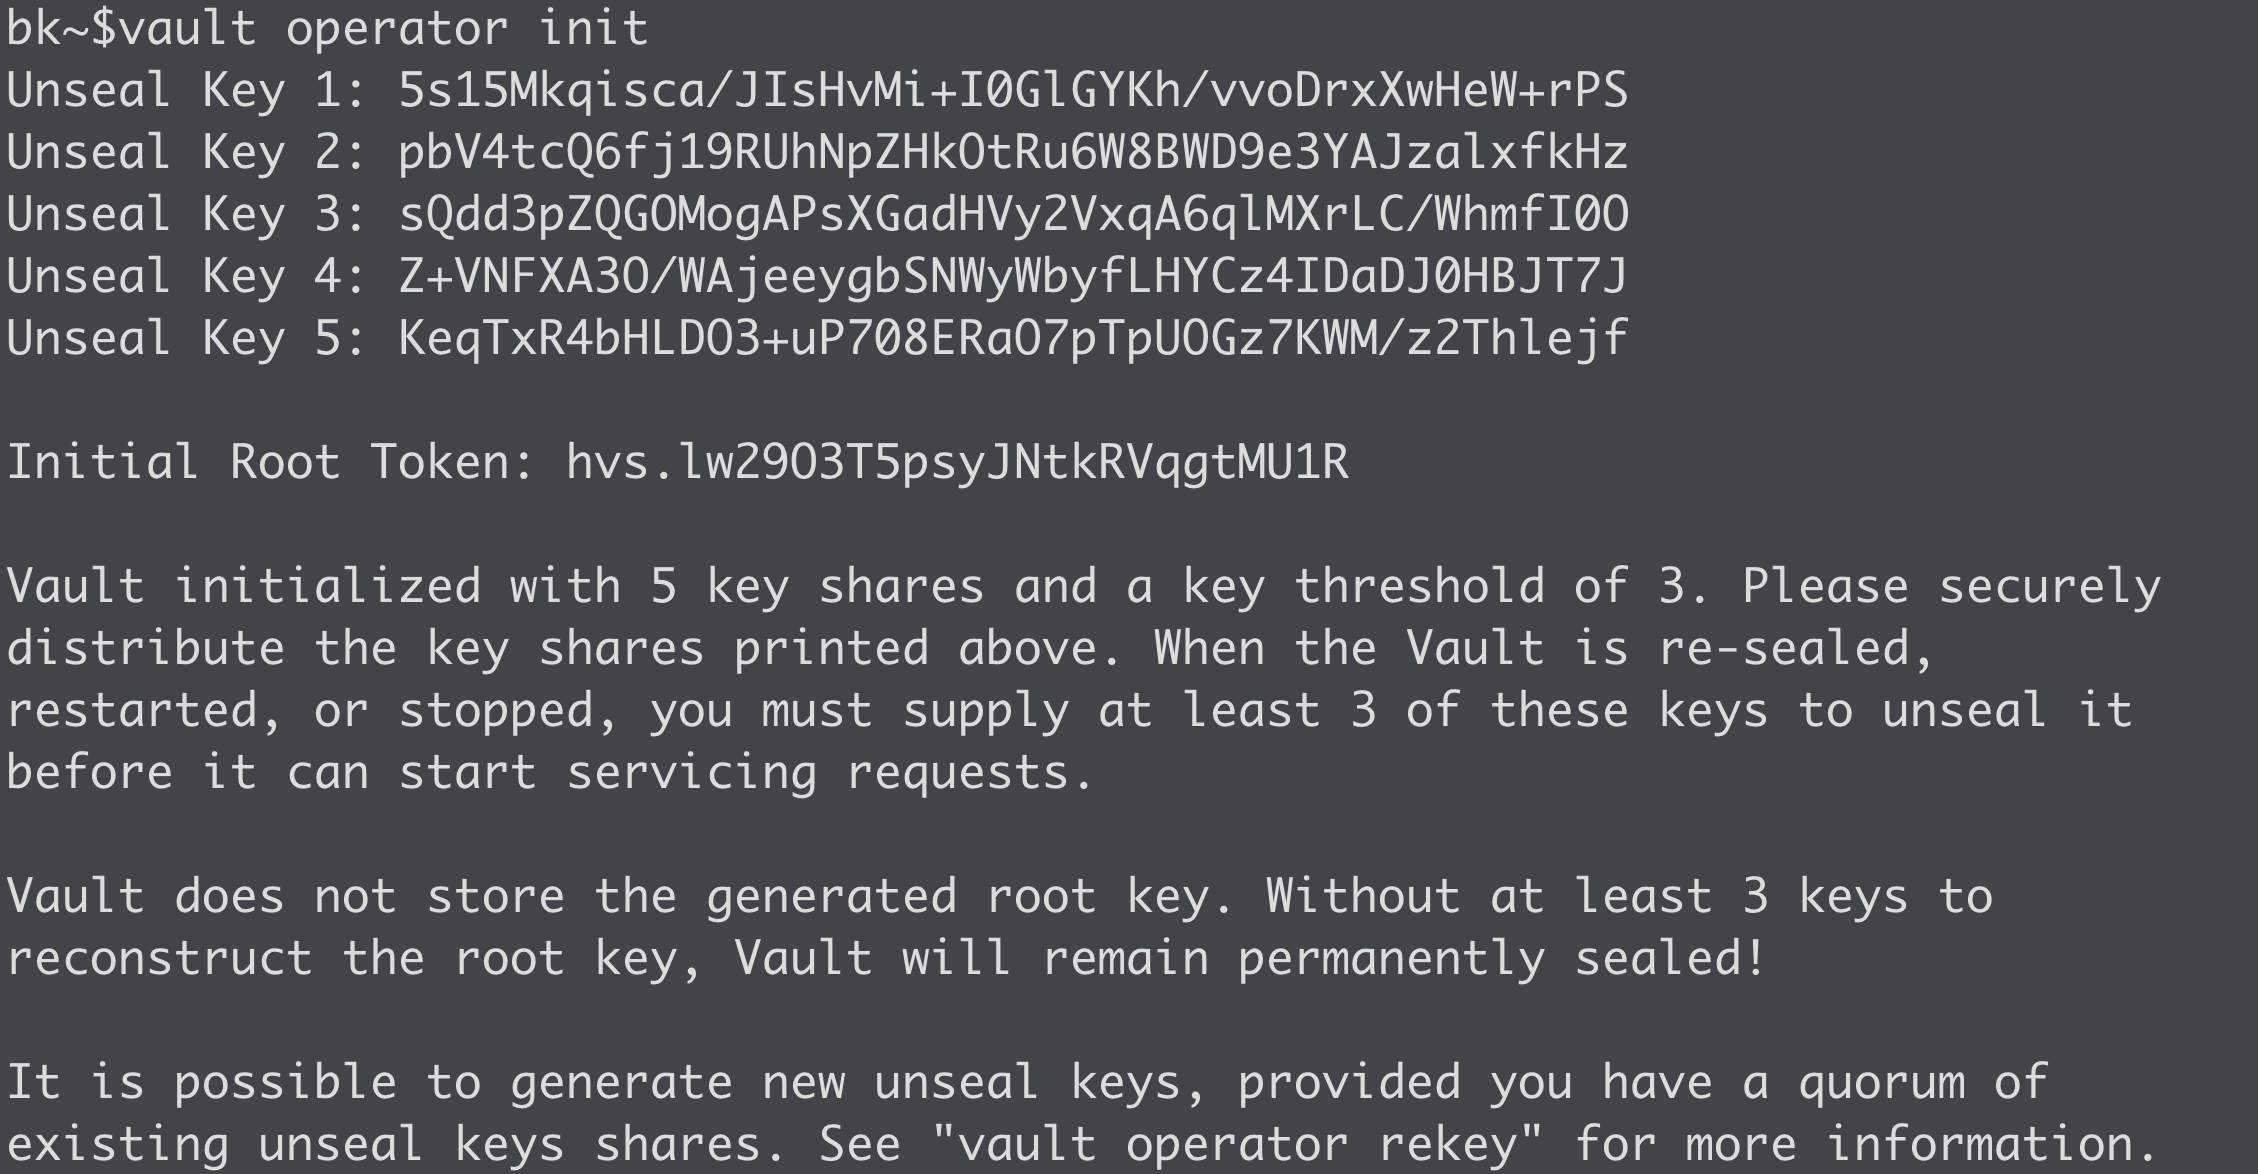 bk~$vault operator init
Unseal Key 1: 5s15Mkqisca/JIsHvMi+I0GlGYKh/vvoDrxXwHeW+rPS
Unseal Key 2: pbV4tcQ6fj19RUhNpZHkOtRu6W8BWD9e3YAJzalxfkHz
Unseal Key 3: sQdd3pZQGOMogAPsXGadHVy2VxqA6qlMXrLC/WhmfI0O
Unseal Key 4: Z+VNFXA3O/WAjeeygbSNWyWbyfLHYCz4IDaDJ0HBJT7J
Unseal Key 5: KeqTxR4bHLDO3+uP708ERaO7pTpUOGz7KWM/z2Thlejf

Initial Root Token: hvs.lw29O3T5psyJNtkRVqgtMU1R

Vault initialized with 5 key shares and a key threshold of 3. Please securely
distribute the key shares printed above. When the Vault is re-sealed,
restarted, or stopped, you must supply at least 3 of these keys to unseal it
before it can start servicing requests.

Vault does not store the generated root key. Without at least 3 keys to
reconstruct the root key, Vault will remain permanently sealed!

It is possible to generate new unseal keys, provided you have a quorum of
existing unseal keys shares. See "vault operator rekey" for more information.